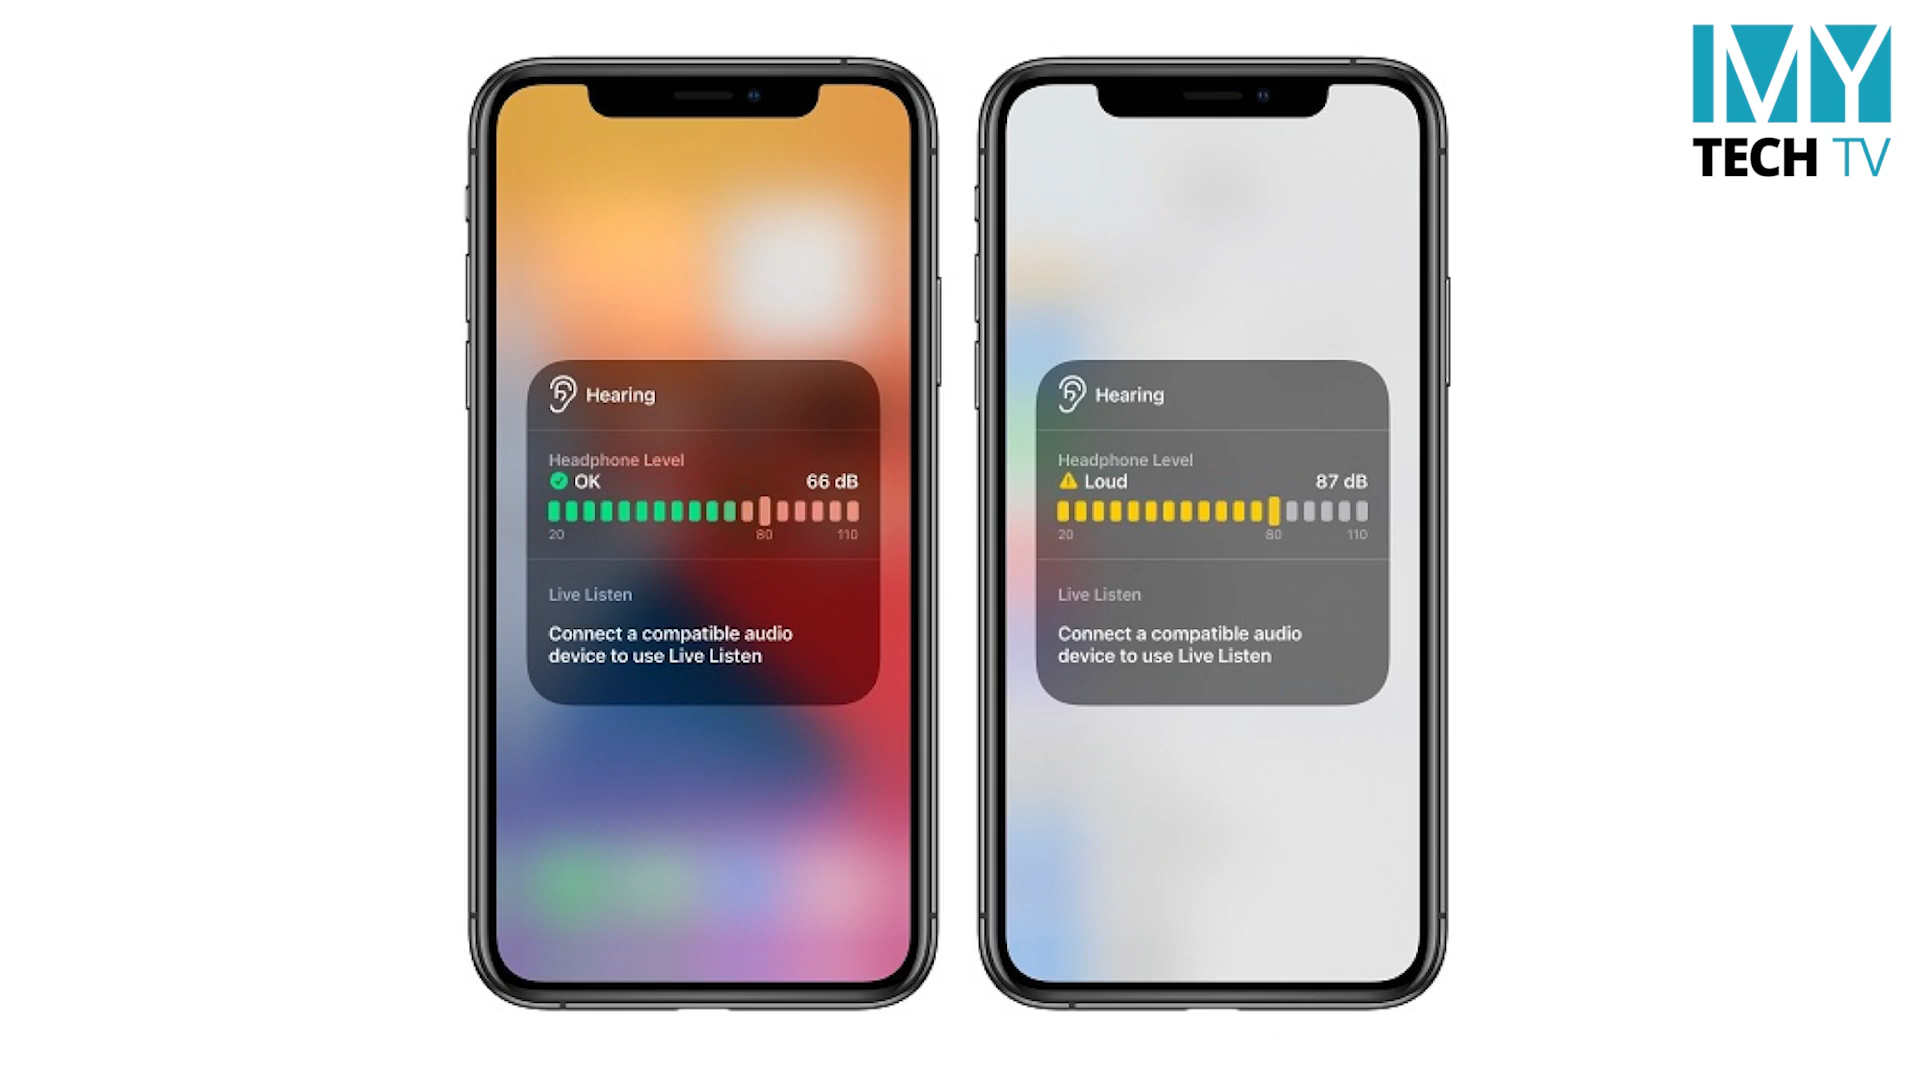 Hearing
Headphone Level
OK 66 dB
20 80 110
Live Listen
Connect a compatible audio
device to use Live Listen
Hearing
Headphone Level
Loud 87 dB
20 80 110
Live Listen
Connect a compatible audio
device to use Live Listen
IVY
TECH TV